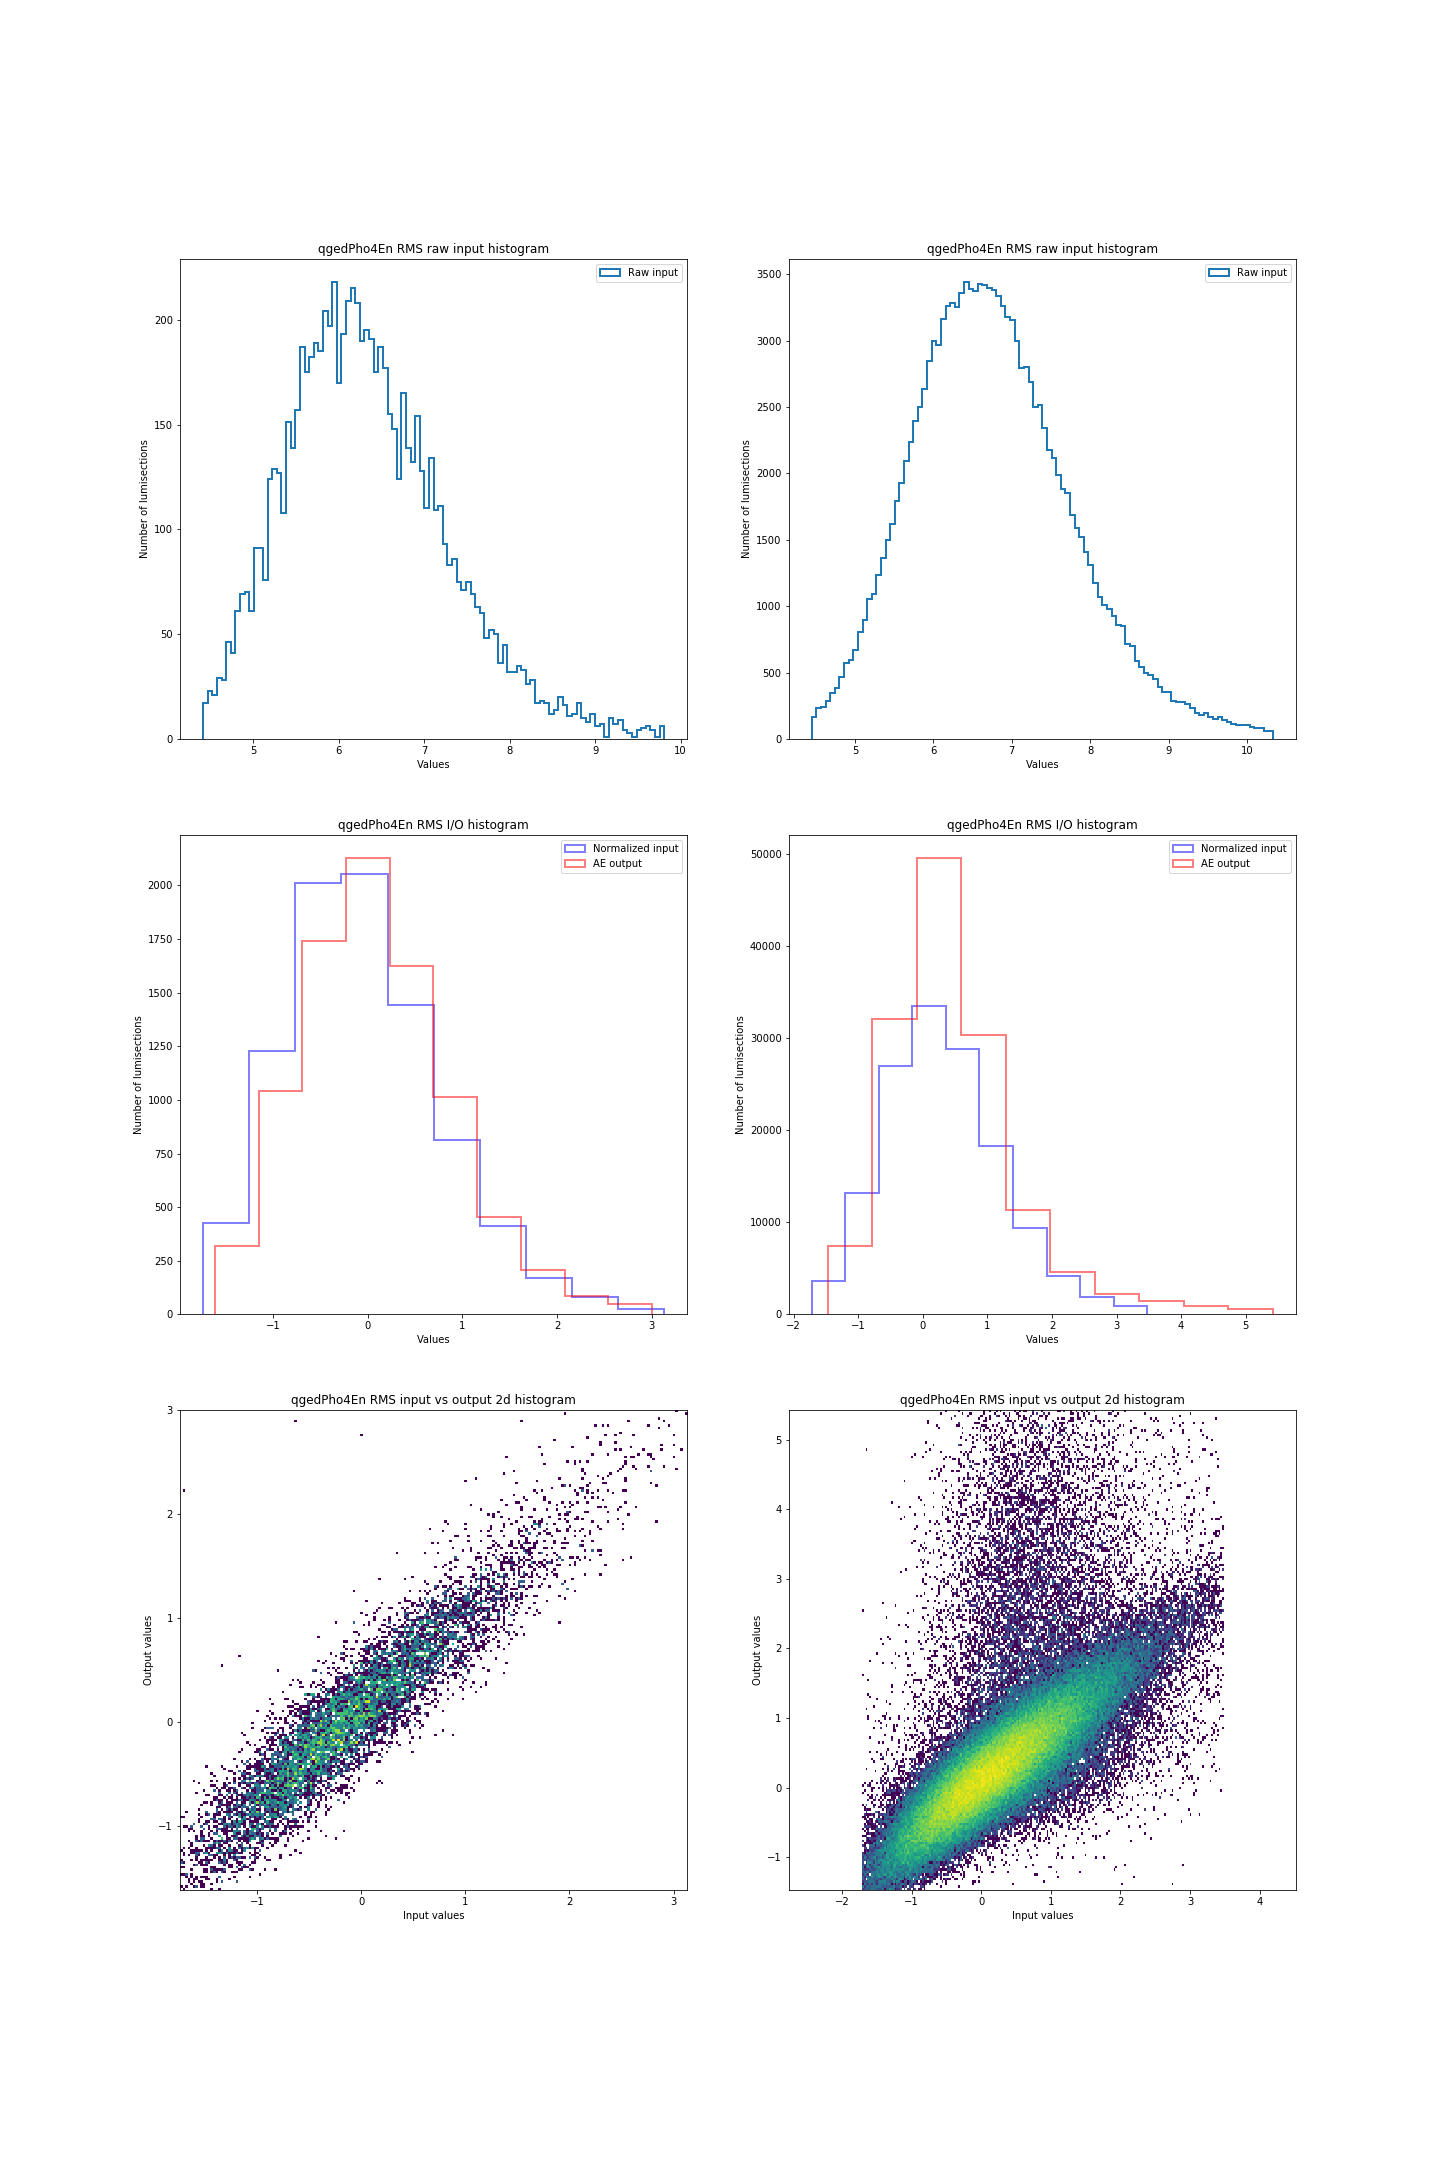 qgedPho4En RMS raw input histogram
Raw input
Number of lumisections
200
150
100
50
0
5 6 7 8 9 10
Values
qgedPho4En RMS raw input histogram
Raw input
Number of lumisections
3500
3000
2500
2000
1500
1000
500
0
5 6 7 8 9 10
Values
qgedPho4En RMS I/O histogram
Normalized input
AE output
Number of lumisections
2000
1750
1500
1250
1000
750
500
250
0
−1 0 1 2 3
Values
qgedPho4En RMS I/O histogram
Normalized input
AE output
Number of lumisections
50000
40000
30000
20000
10000
0
−2 −1 0 1 2 3 4 5
Values
qgedPho4En RMS input vs output 2d histogram
Output values
3
2
1
0
−1
−1 0 1 2 3
Input values
qgedPho4En RMS input vs output 2d histogram
Output values
5
4
3
2
1
0
−1
−2 −1 0 1 2 3 4
Input values